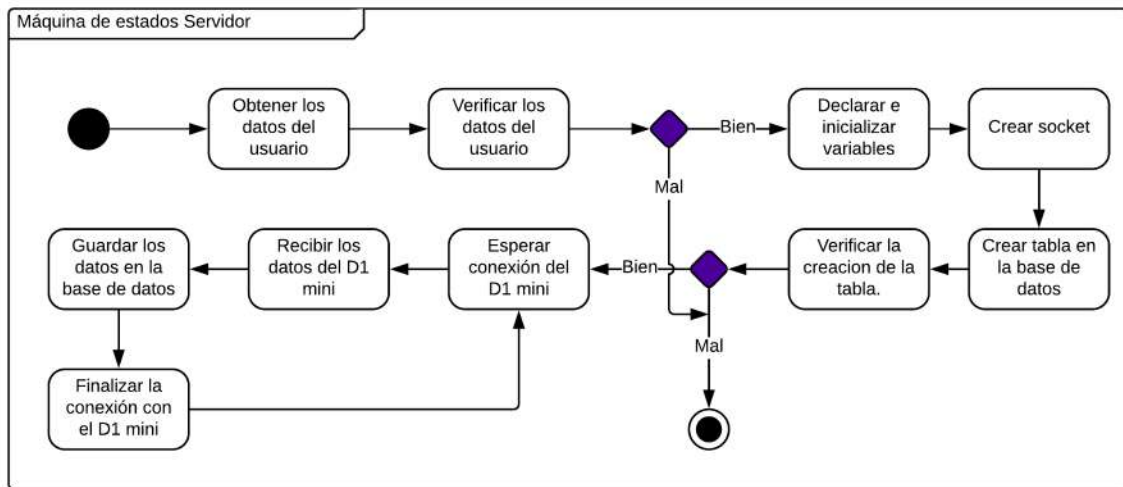 Máquina de estados Servidor
Obtener los
datos del
usuario
Verificar los
datos del
usuario
Bien
Mal
Declarar e
inicializar
variables
Crear socket
Guardar los
datos en la
base de datos
Recibir los
datos del D1
mini
Esperar
conexión del
D1 mini
Bien
Verificar la
creacion de la
tabla.
Crear tabla en
la base de
datos
Mal
Finalizar la
conexión con
el D1 mini